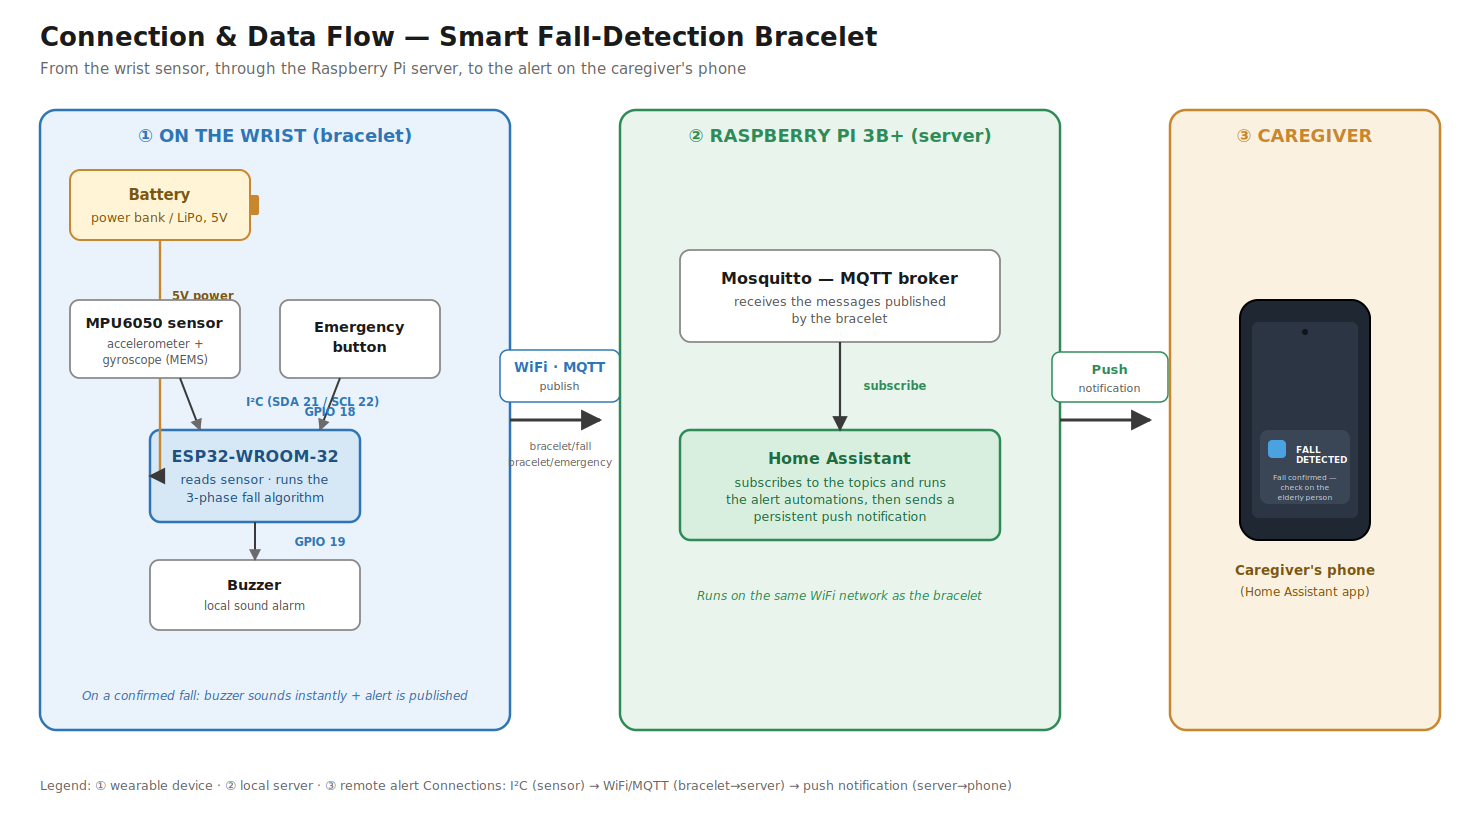 Connection & Data Flow — Smart Fall-Detection Bracelet
From the wrist sensor, through the Raspberry Pi server, to the alert on the caregiver's phone
① ON THE WRIST (bracelet)
Battery
power bank / LiPo, 5V
5V power
MPU6050 sensor
accelerometer +
gyroscope (MEMS)
Emergency
button
I²C (SDA 21 / SCL 22)
GPIO 18
ESP32-WROOM-32
reads sensor · runs the
3-phase fall algorithm
GPIO 19
Buzzer
local sound alarm
On a confirmed fall: buzzer sounds instantly + alert is published
WiFi · MQTT
publish
bracelet/fall
bracelet/emergency
② RASPBERRY PI 3B+ (server)
Mosquitto — MQTT broker
receives the messages published
by the bracelet
subscribe
Home Assistant
subscribes to the topics and runs
the alert automations, then sends a
persistent push notification
Runs on the same WiFi network as the bracelet
Push
notification
③ CAREGIVER
FALL
DETECTED
Fall confirmed —
check on the
elderly person
Caregiver's phone
(Home Assistant app)
Legend: ① wearable device · ② local server · ③ remote alert Connections: I²C (sensor) → WiFi/MQTT (bracelet→server) → push notification (server→phone)